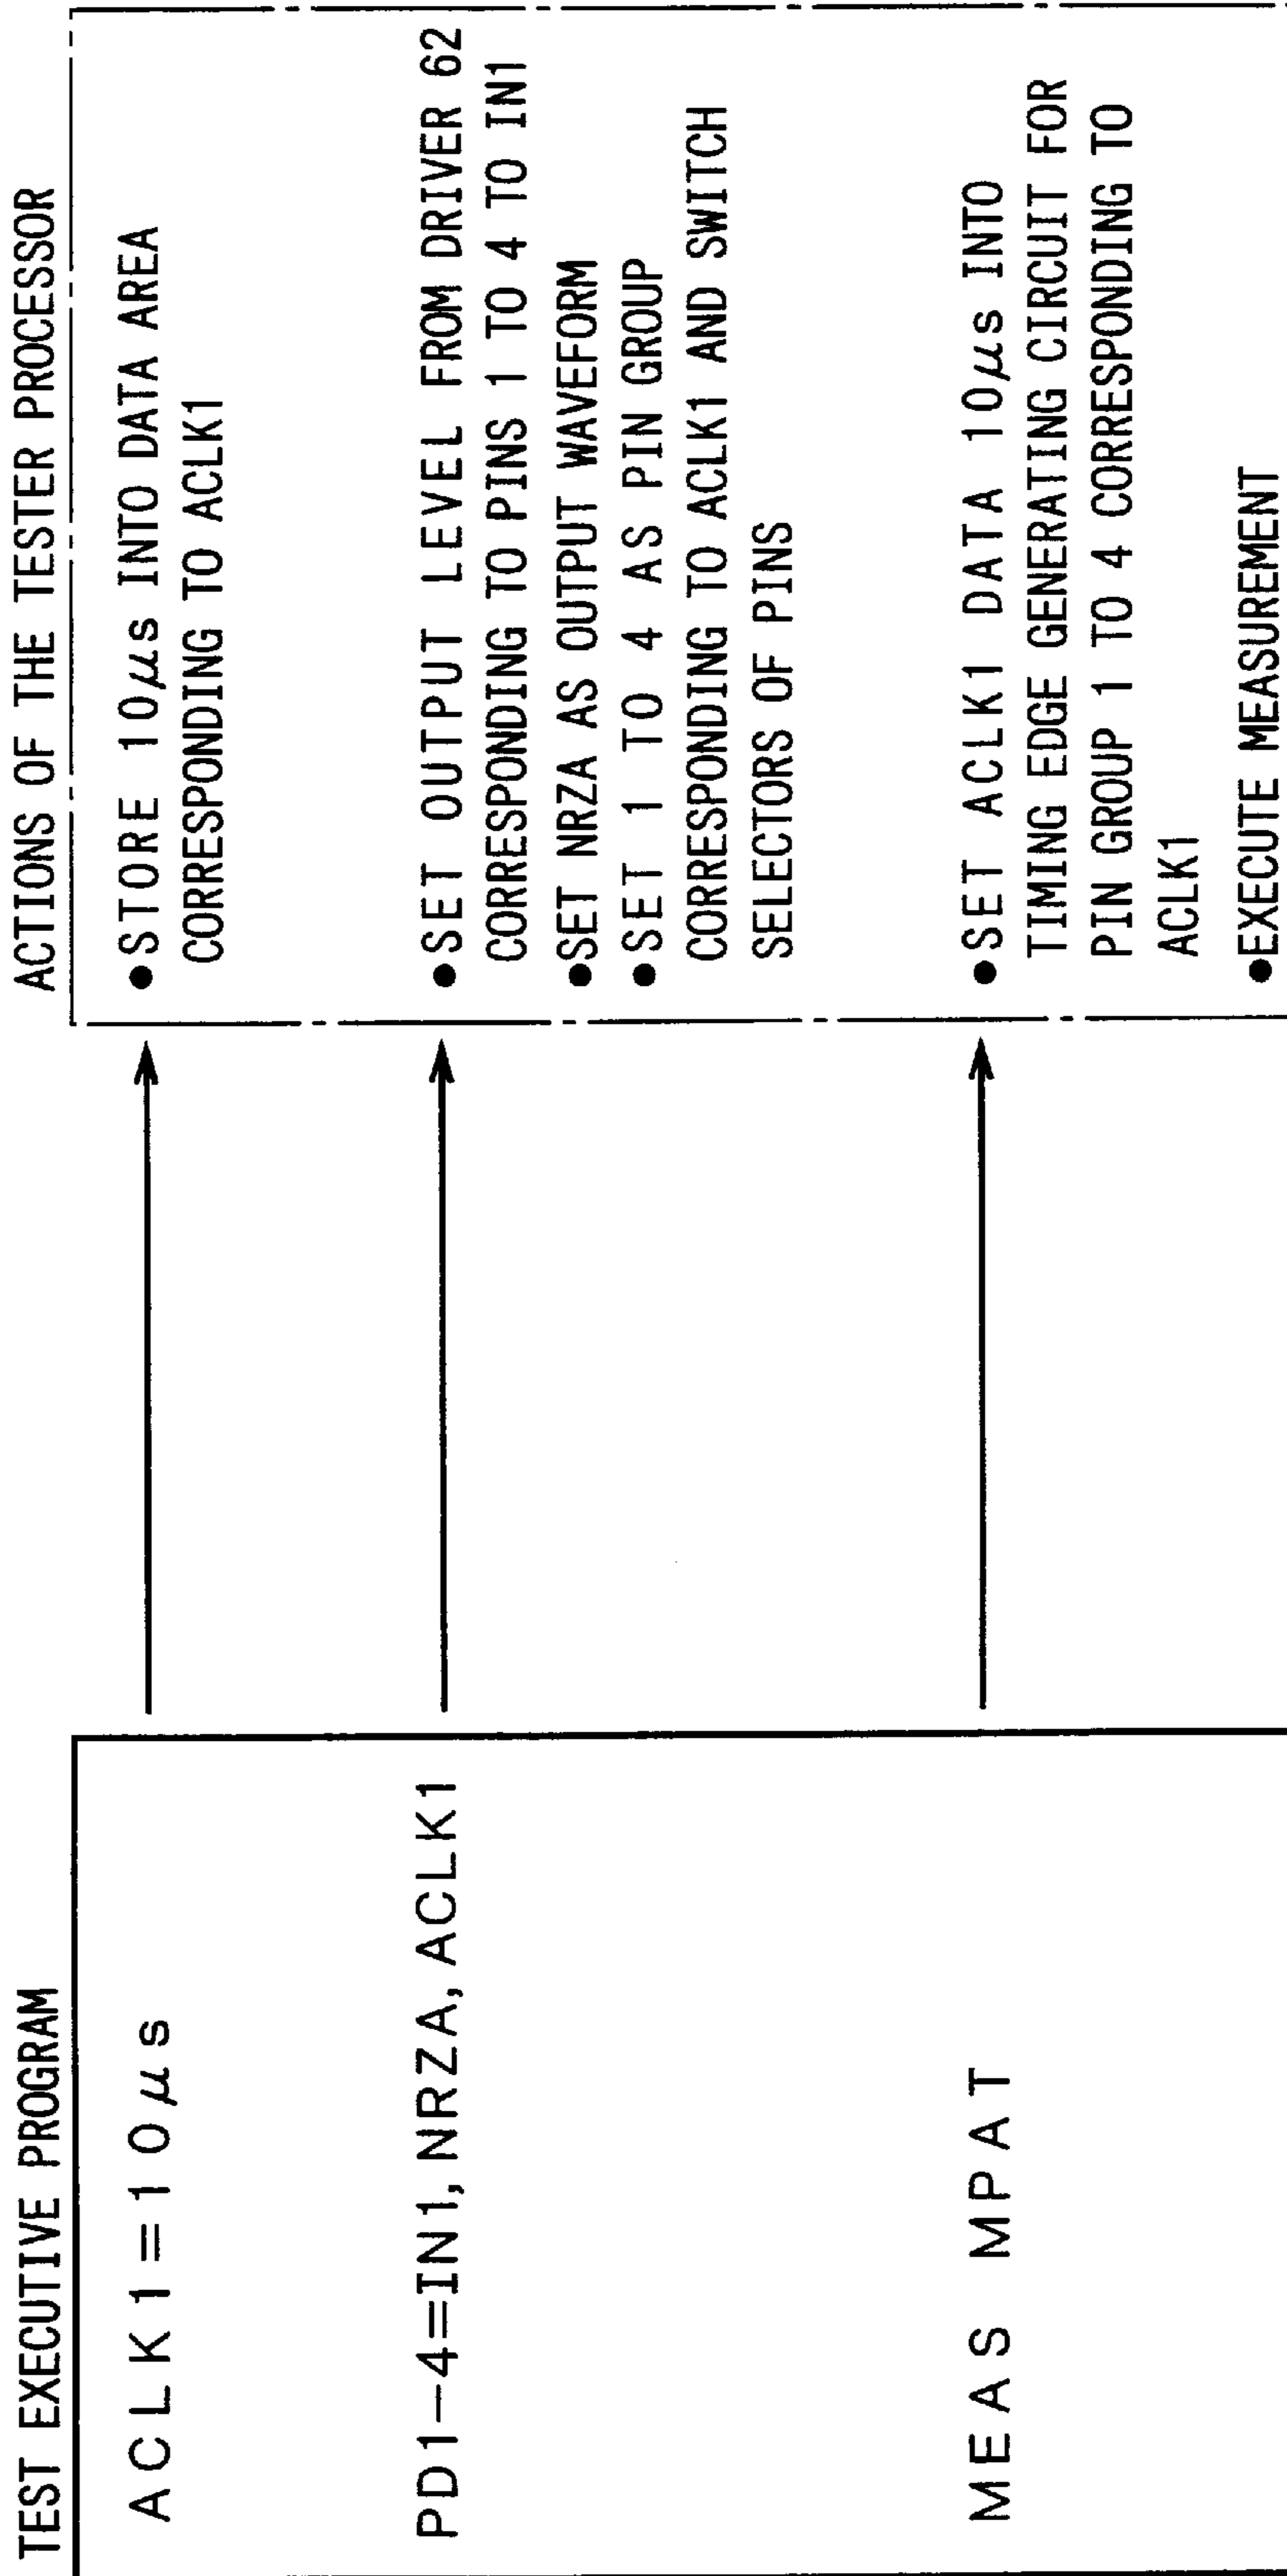 TEST EXECUTIVE PROGRAM
ACLK1=10μs
PD1-4=IN1, NRZA, ACLK1
MEAS MPAT
ACTIONS OF THE TESTER PROCESSOR
●STORE 10μs INTO DATA AREA
CORRESPONDING TO ACLK1
●SET OUTPUT LEVEL FROM DRIVER 62
CORRESPONDING TO PINS 1 TO 4 TO IN1
●SET NRZA AS OUTPUT WAVEFORM
●SET 1 TO 4 AS PIN GROUP
CORRESPONDING TO ACLK1 AND SWITCH
SELECTORS OF PINS
●SET ACLK1 DATA 10μs INTO
TIMING EDGE GENERATING CIRCUIT FOR
PIN GROUP 1 TO 4 CORRESPONDING TO
ACLK1
●EXECUTE MEASUREMENT